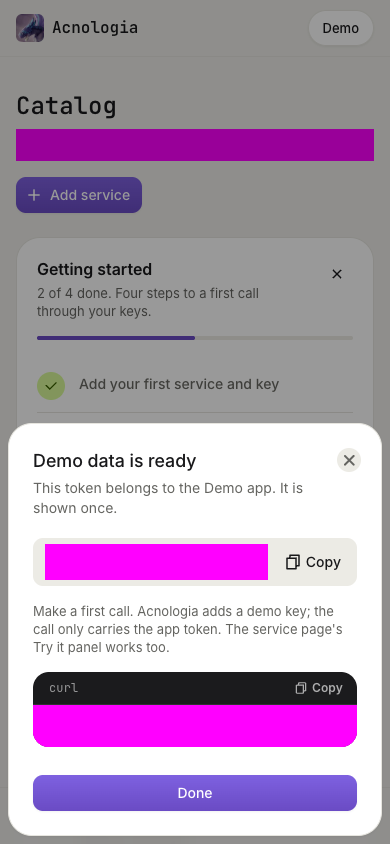 Acnologia
Demo
Catalog
Add service
Getting started
2 of 4 done. Four steps to a first call
through your keys.
Add your first service and key
Demo data is ready
This token belongs to the Demo app. It is
shown once.
Copy
Make a first call. Acnologia adds a demo key; the
call only carries the app token. The service page's
Try it panel works too.
curl
Copy
Done